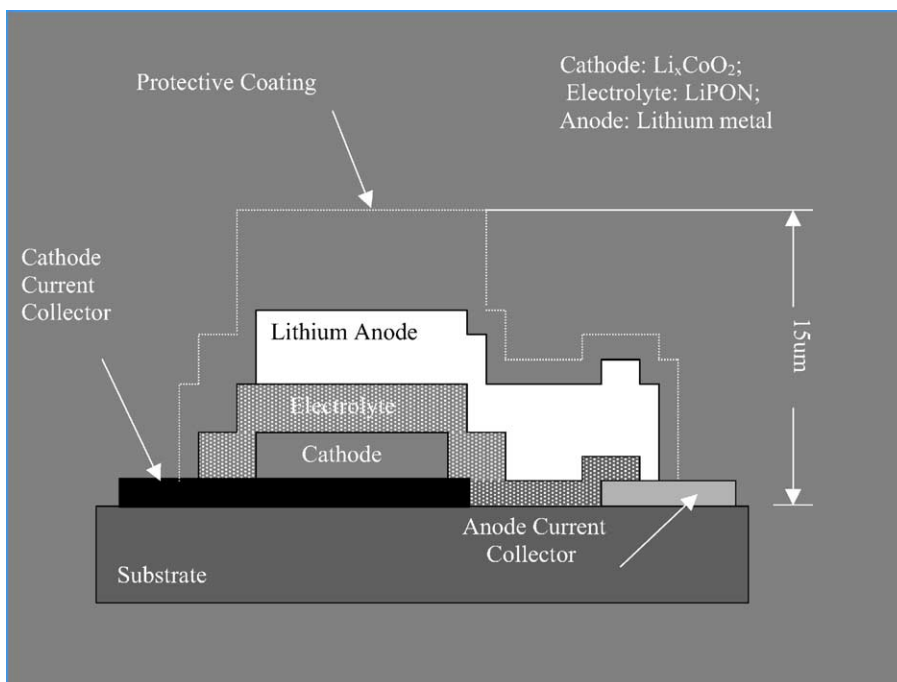 Protective Coating
Cathode: LiₓCoO₂;
Electrolyte: LiPON;
Anode: Lithium metal
Cathode
Current
Collector
Lithium Anode
Electrolyte
Cathode
15um
Anode Current
Collector
Substrate